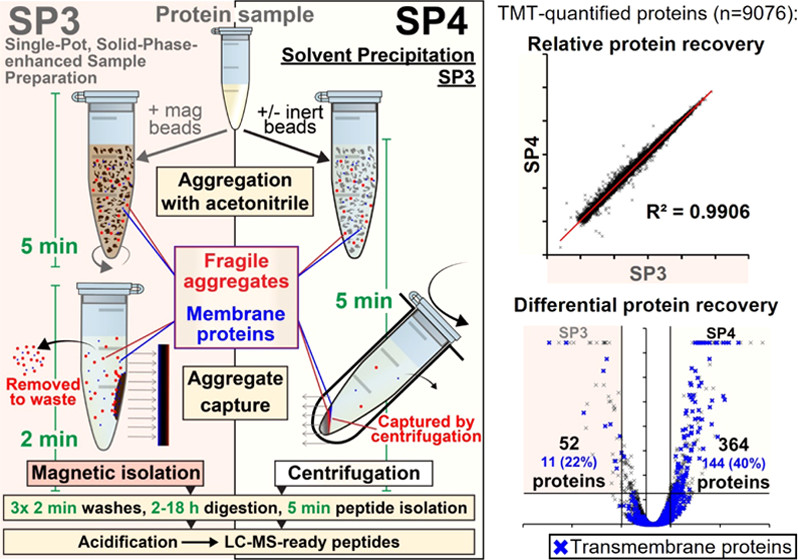 SP3
Single-Pot, Solid-Phase-
enhanced Sample
Preparation
Protein sample
SP4
Solvent Precipitation
SP3
+ mag
beads
+/- inert
beads
Aggregation
with acetonitrile
5 min
Fragile
aggregates
Membrane
proteins
5 min
Removed
to waste
Aggregate
capture
Captured by
centrifugation
2 min
Magnetic isolation
Centrifugation
3x 2 min washes, 2-18 h digestion, 5 min peptide isolation
Acidification → LC-MS-ready peptides
TMT-quantified proteins (n=9076):
Relative protein recovery
SP4
R² = 0.9906
SP3
Differential protein recovery
SP3
SP4
52
11 (22%)
proteins
364
144 (40%)
proteins
Transmembrane proteins